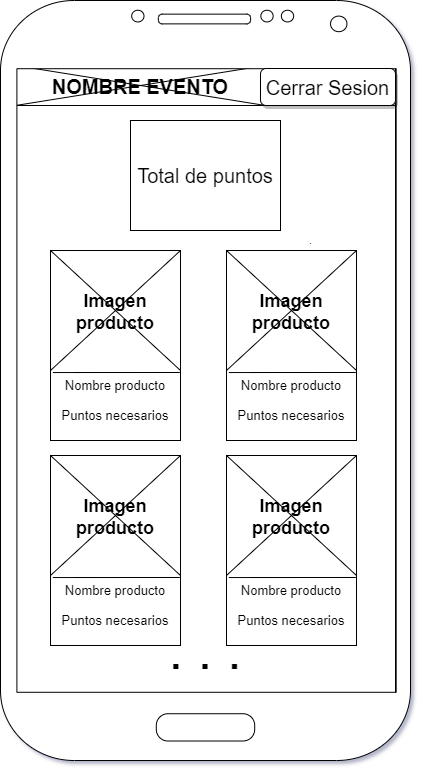 NOMBRE EVENTO
Cerrar Sesion
Total de puntos
Imagen
producto
Nombre producto
Puntos necesarios
Imagen
producto
Nombre producto
Puntos necesarios
Imagen
producto
Nombre producto
Puntos necesarios
Imagen
producto
Nombre producto
Puntos necesarios
. . .